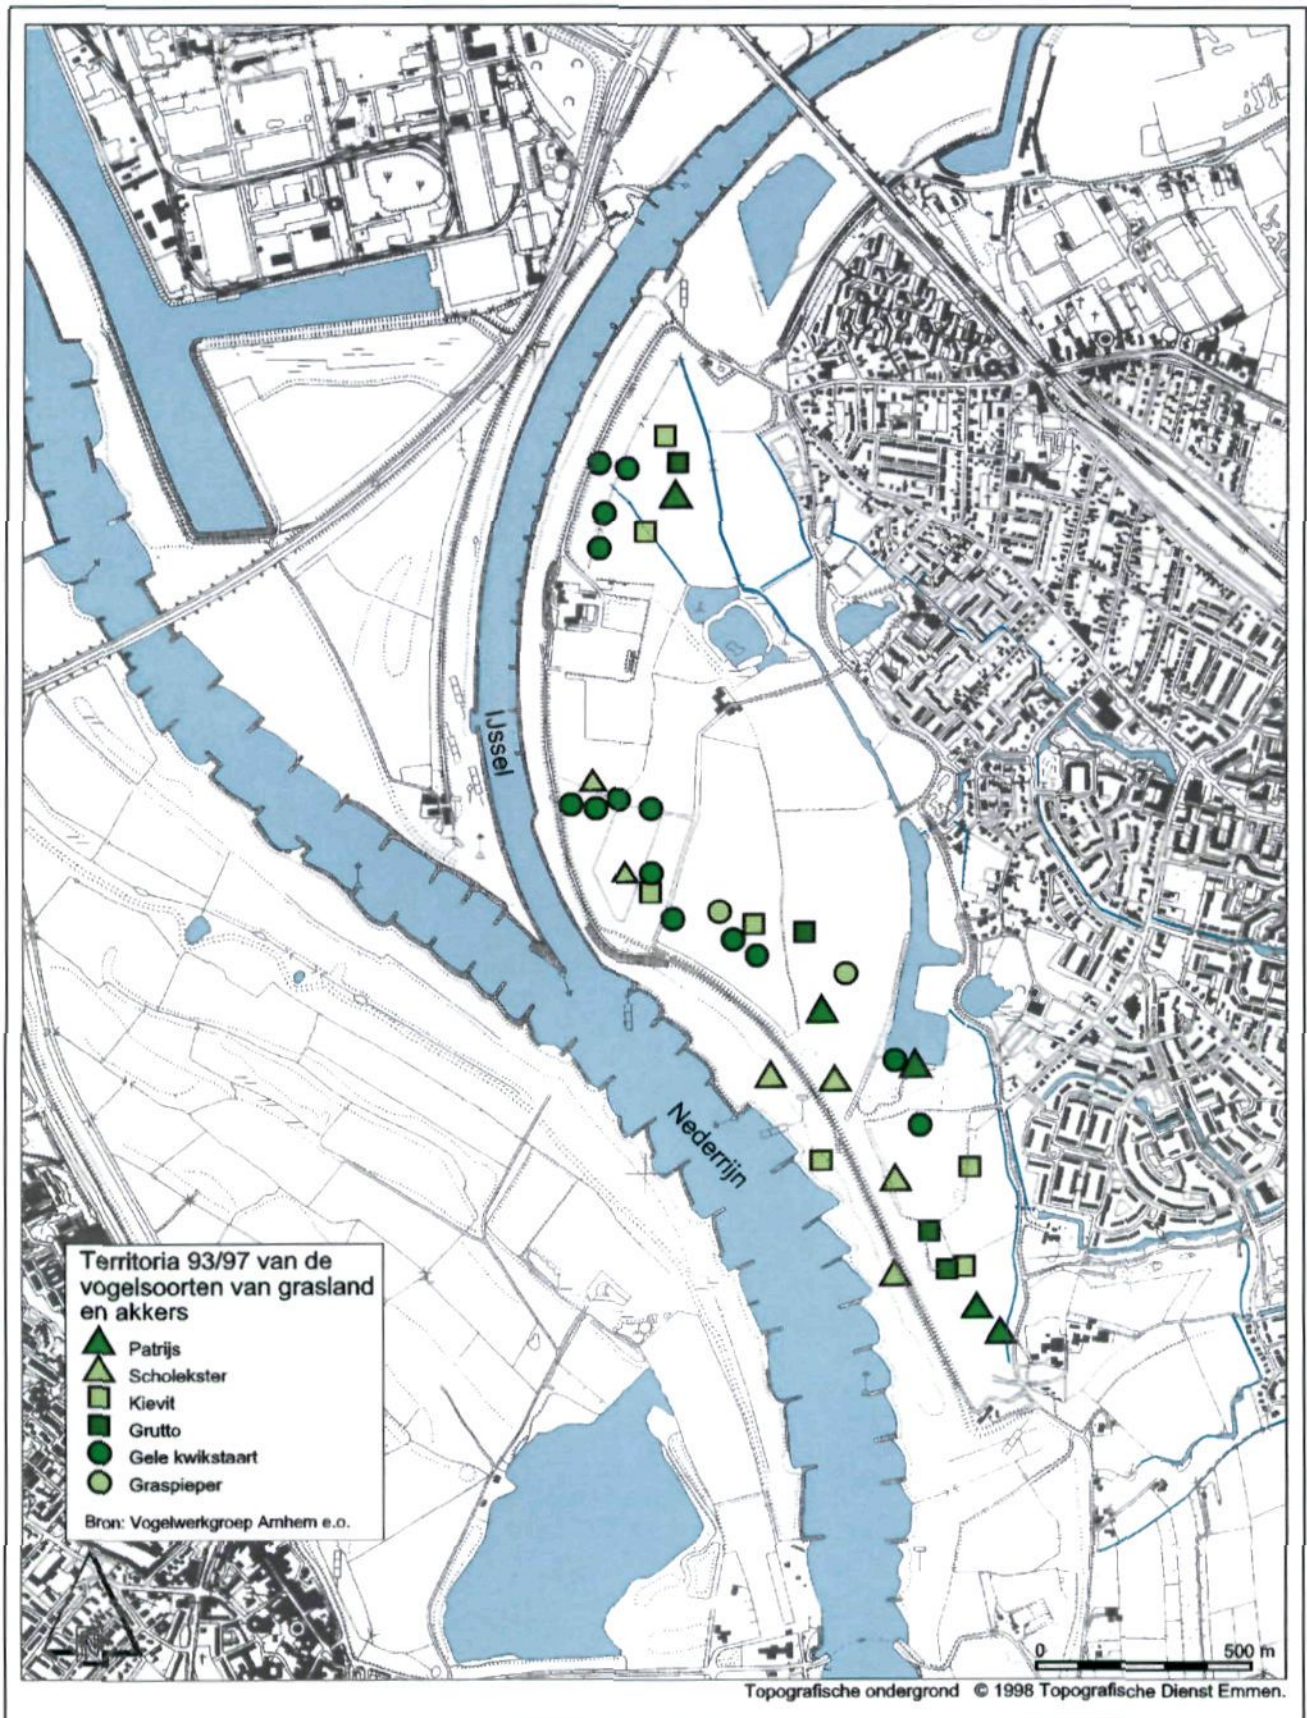 IJssel
Nederrijn
Territoria 93/97 van de
vogelsoorten van grasland
en akkers
Patrijs
Scholekster
Kievit
Grutto
Gele kwikstaart
Graspieper
Bron: Vogelwerkgroep Arnhem e.o.
0 500 m
Topografische ondergrond © 1998 Topografische Dienst Emmen.